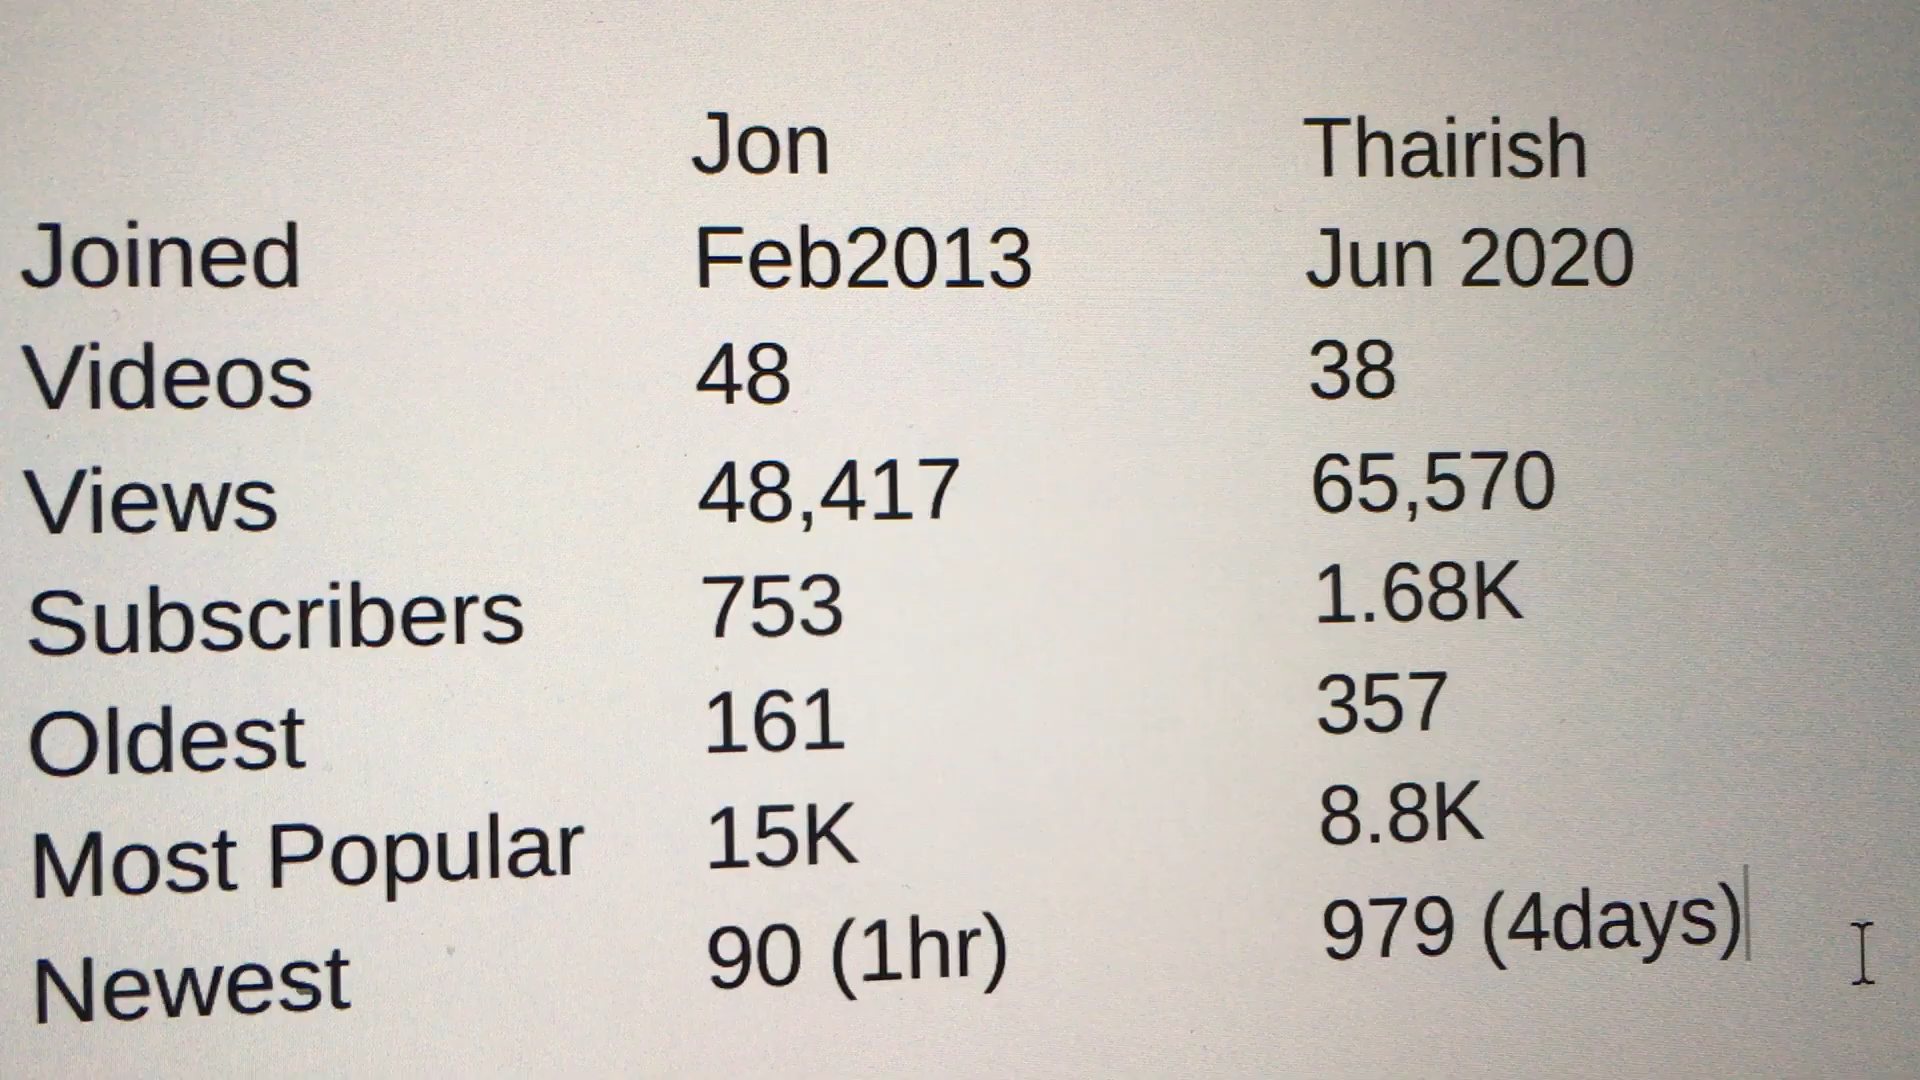 Jon Thairish
Joined Feb2013 Jun 2020
Videos 48 38
Views 48,417 65,570
Subscribers 753 1.68K
Oldest 161 357
Most Popular 15K 8.8K
Newest 90 (1hr) 979 (4days)